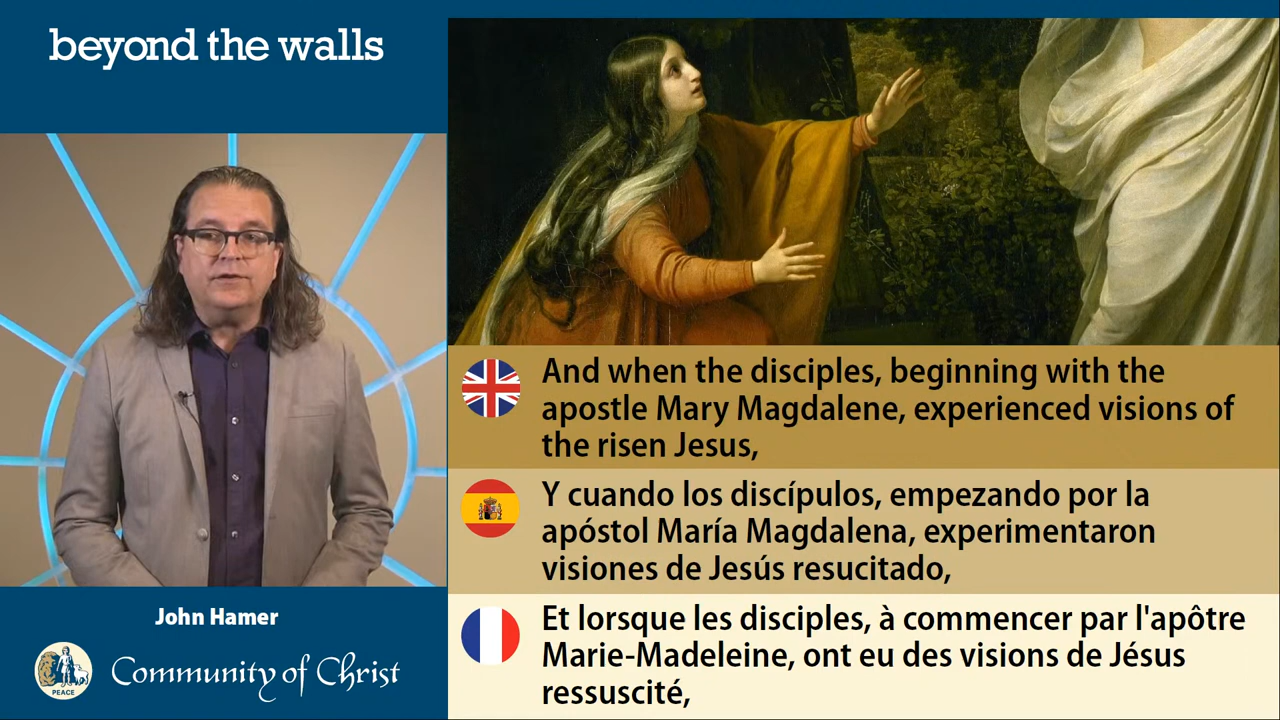 beyond the walls
And when the disciples, beginning with the
apostle Mary Magdalene, experienced visions of
the risen Jesus,
Y cuando los discípulos, empezando por la
apóstol María Magdalena, experimentaron
visiones de Jesús resucitado,
Et lorsque les disciples, à commencer par l'apôtre
Marie-Madeleine, ont eu des visions de Jésus
ressuscité,
John Hamer
PEACE
Community of Christ